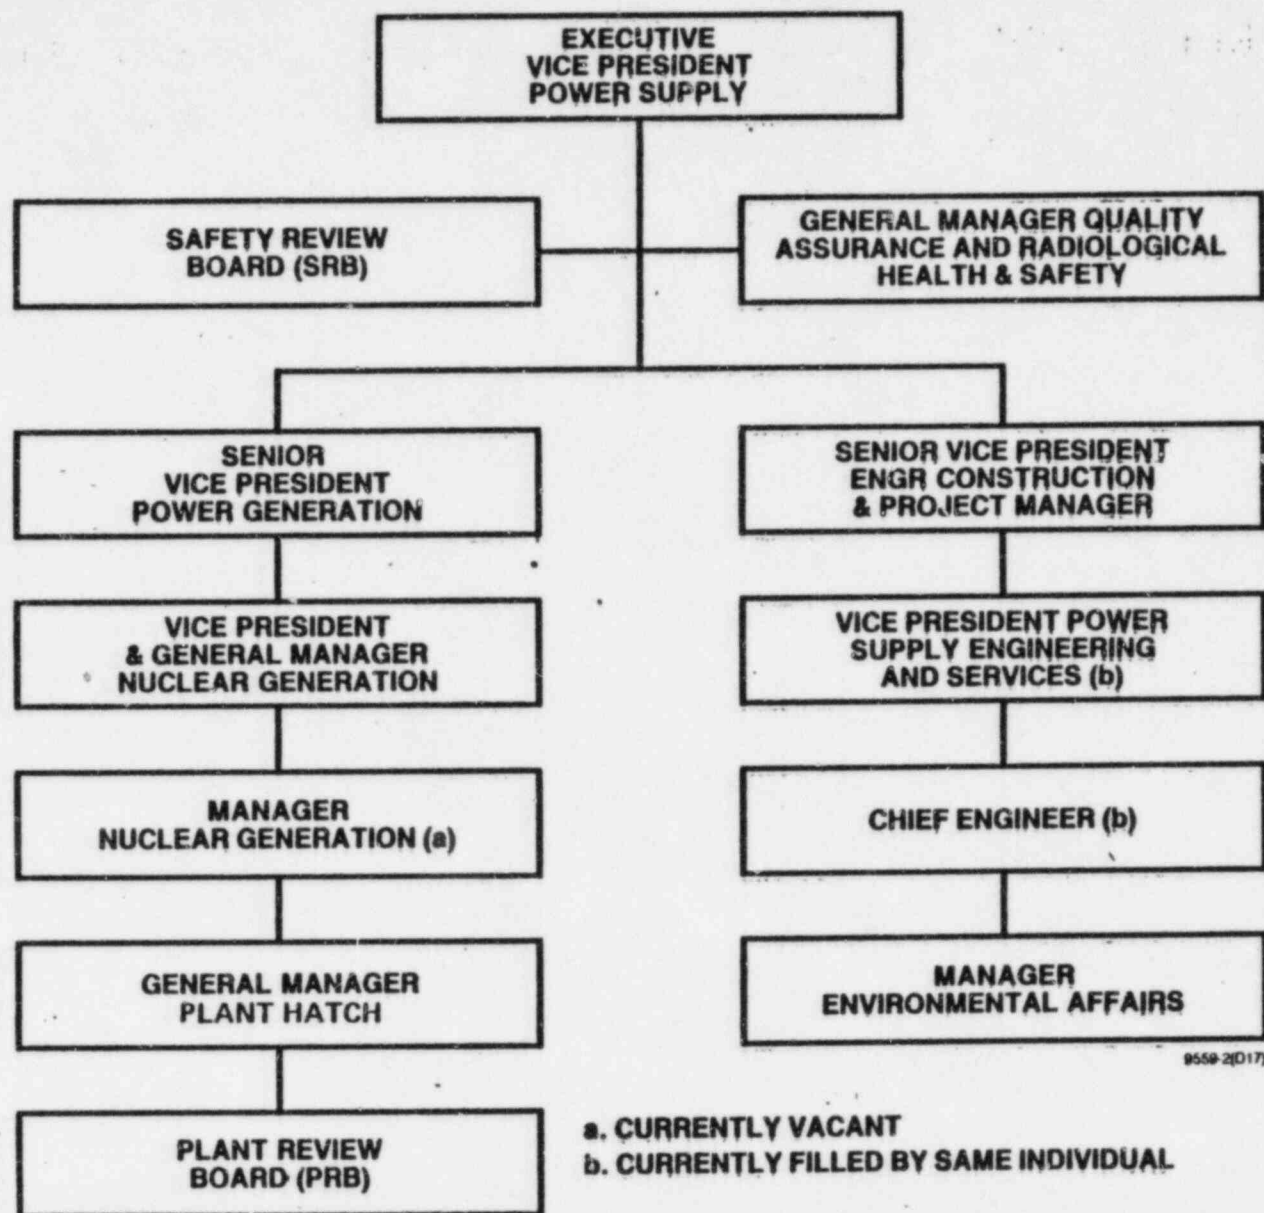 EXECUTIVE
VICE PRESIDENT
POWER SUPPLY
SAFETY REVIEW
BOARD (SRB)
GENERAL MANAGER QUALITY
ASSURANCE AND RADIOLOGICAL
HEALTH & SAFETY
SENIOR
VICE PRESIDENT
POWER GENERATION
SENIOR VICE PRESIDENT
ENGR CONSTRUCTION
& PROJECT MANAGER
VICE PRESIDENT
& GENERAL MANAGER
NUCLEAR GENERATION
VICE PRESIDENT POWER
SUPPLY ENGINEERING
AND SERVICES (b)
MANAGER
NUCLEAR GENERATION (a)
CHIEF ENGINEER (b)
GENERAL MANAGER
PLANT HATCH
MANAGER
ENVIRONMENTAL AFFAIRS
9559-2(D17)
PLANT REVIEW
BOARD (PRB)
a. CURRENTLY VACANT
b. CURRENTLY FILLED BY SAME INDIVIDUAL